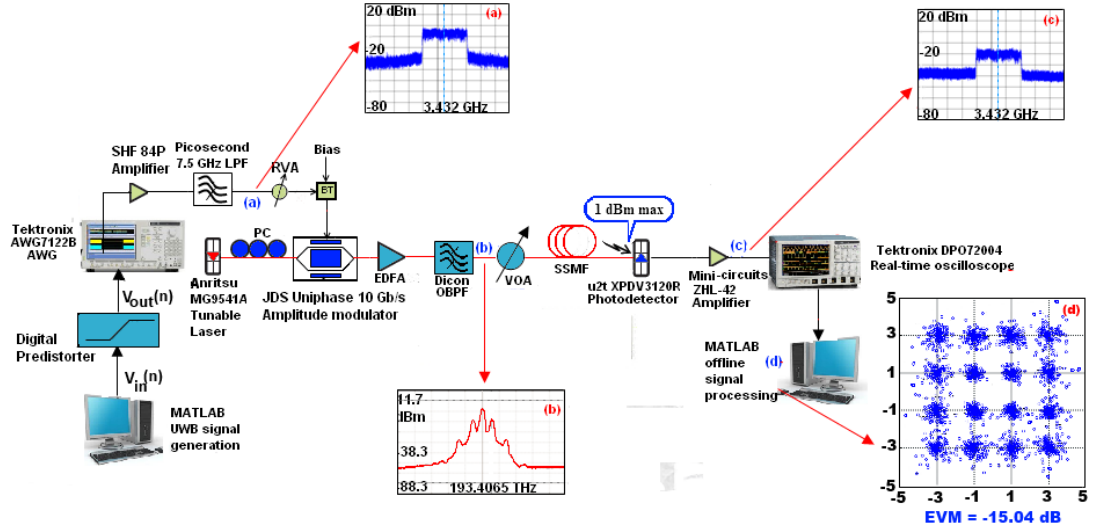 20 dBm
(a)
-20
-80
3.432 GHz
20 dBm
(c)
-20
-80
3.432 GHz
SHF 84P
Amplifier
Picosecond
7.5 GHz LPF
RVA
Bias
BT
(a)
Tektronix
AWG7122B
AWG
PC
Anritsu
MG9541A
Tunable
Laser
JDS Uniphase 10 Gb/s
Amplitude modulator
EDFA
Dicon
OBPF
(b)
VOA
SSMF
1 dBm max
u2t XPDV3120R
Photodetector
(c)
Mini-circuits
ZHL-42
Amplifier
Tektronix DPO72004
Real-time oscilloscope
Vout(n)
Digital
Predistorter
Vin(n)
MATLAB
UWB signal
generation
11.7
dBm
(b)
-38.3
-88.3
193.4065 THz
MATLAB
offline
signal
processing
(d)
(d)
5
3
1
-1
-3
-5
-5 -3 -1 1 3 5
EVM = -15.04 dB